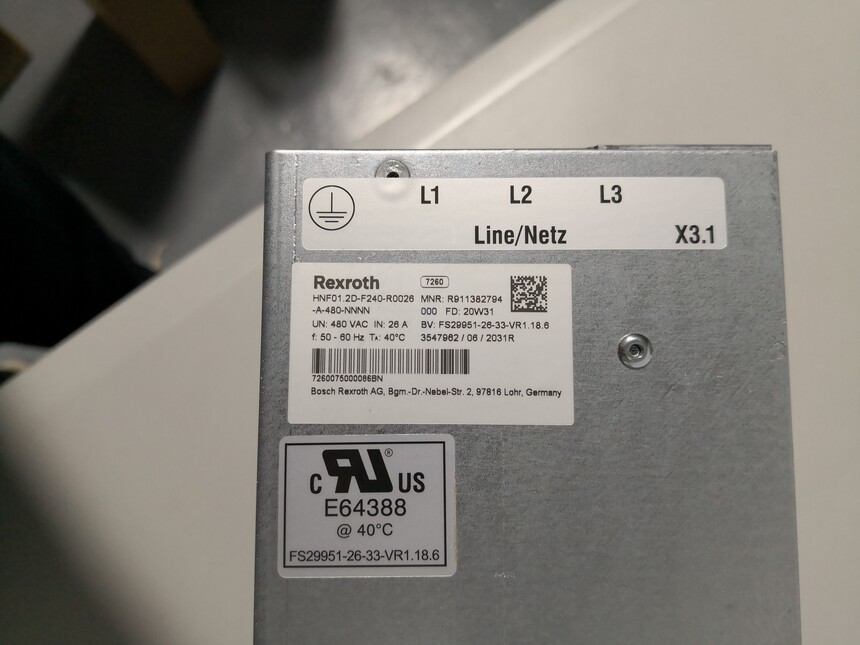 L1 L2 L3
Line/Netz X3.1
Rexroth 7260
HNF01.2D-F240-R0026 MNR: R911382794
-A-480-NNNN 000 FD: 20W31
UN: 480 VAC IN: 26 A BV: FS29951-26-33-VR1.18.6
f: 50 - 60 Hz TA: 40°C 3547962 / 06 / 2031R
7260075000086BN
Bosch Rexroth AG, Bgm.-Dr.-Nebel-Str. 2, 97816 Lohr, Germany
C RU ® US
E64388
@ 40°C
FS29951-26-33-VR1.18.6